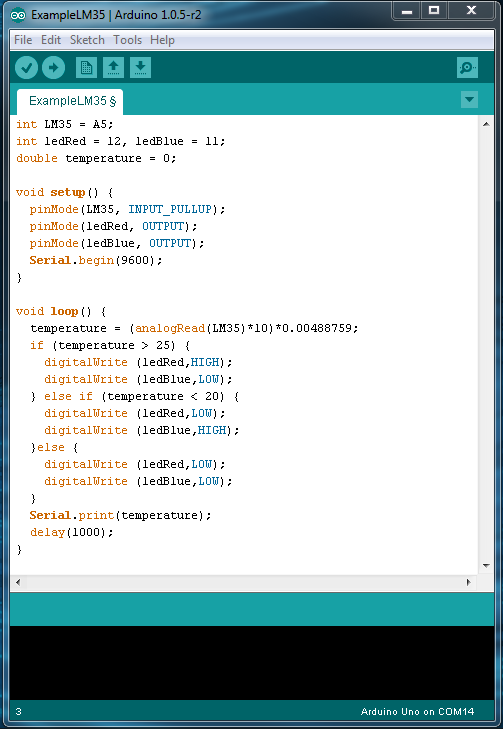 ExampleLM35 | Arduino 1.0.5-r2
File Edit Sketch Tools Help
ExampleLM35 §
int LM35 = A5;
int ledRed = 12, ledBlue = 11;
double temperature = 0;
void setup() {
pinMode(LM35, INPUT_PULLUP);
pinMode(ledRed, OUTPUT);
pinMode(ledBlue, OUTPUT);
Serial.begin(9600);
}
void loop() {
temperature = (analogRead(LM35)*10)*0.00488759;
if (temperature > 25) {
digitalWrite (ledRed,HIGH);
digitalWrite (ledBlue,LOW);
} else if (temperature < 20) {
digitalWrite (ledRed,LOW);
digitalWrite (ledBlue,HIGH);
}else {
digitalWrite (ledRed,LOW);
digitalWrite (ledBlue,LOW);
}
Serial.print(temperature);
delay(1000);
}
3 Arduino Uno on COM14